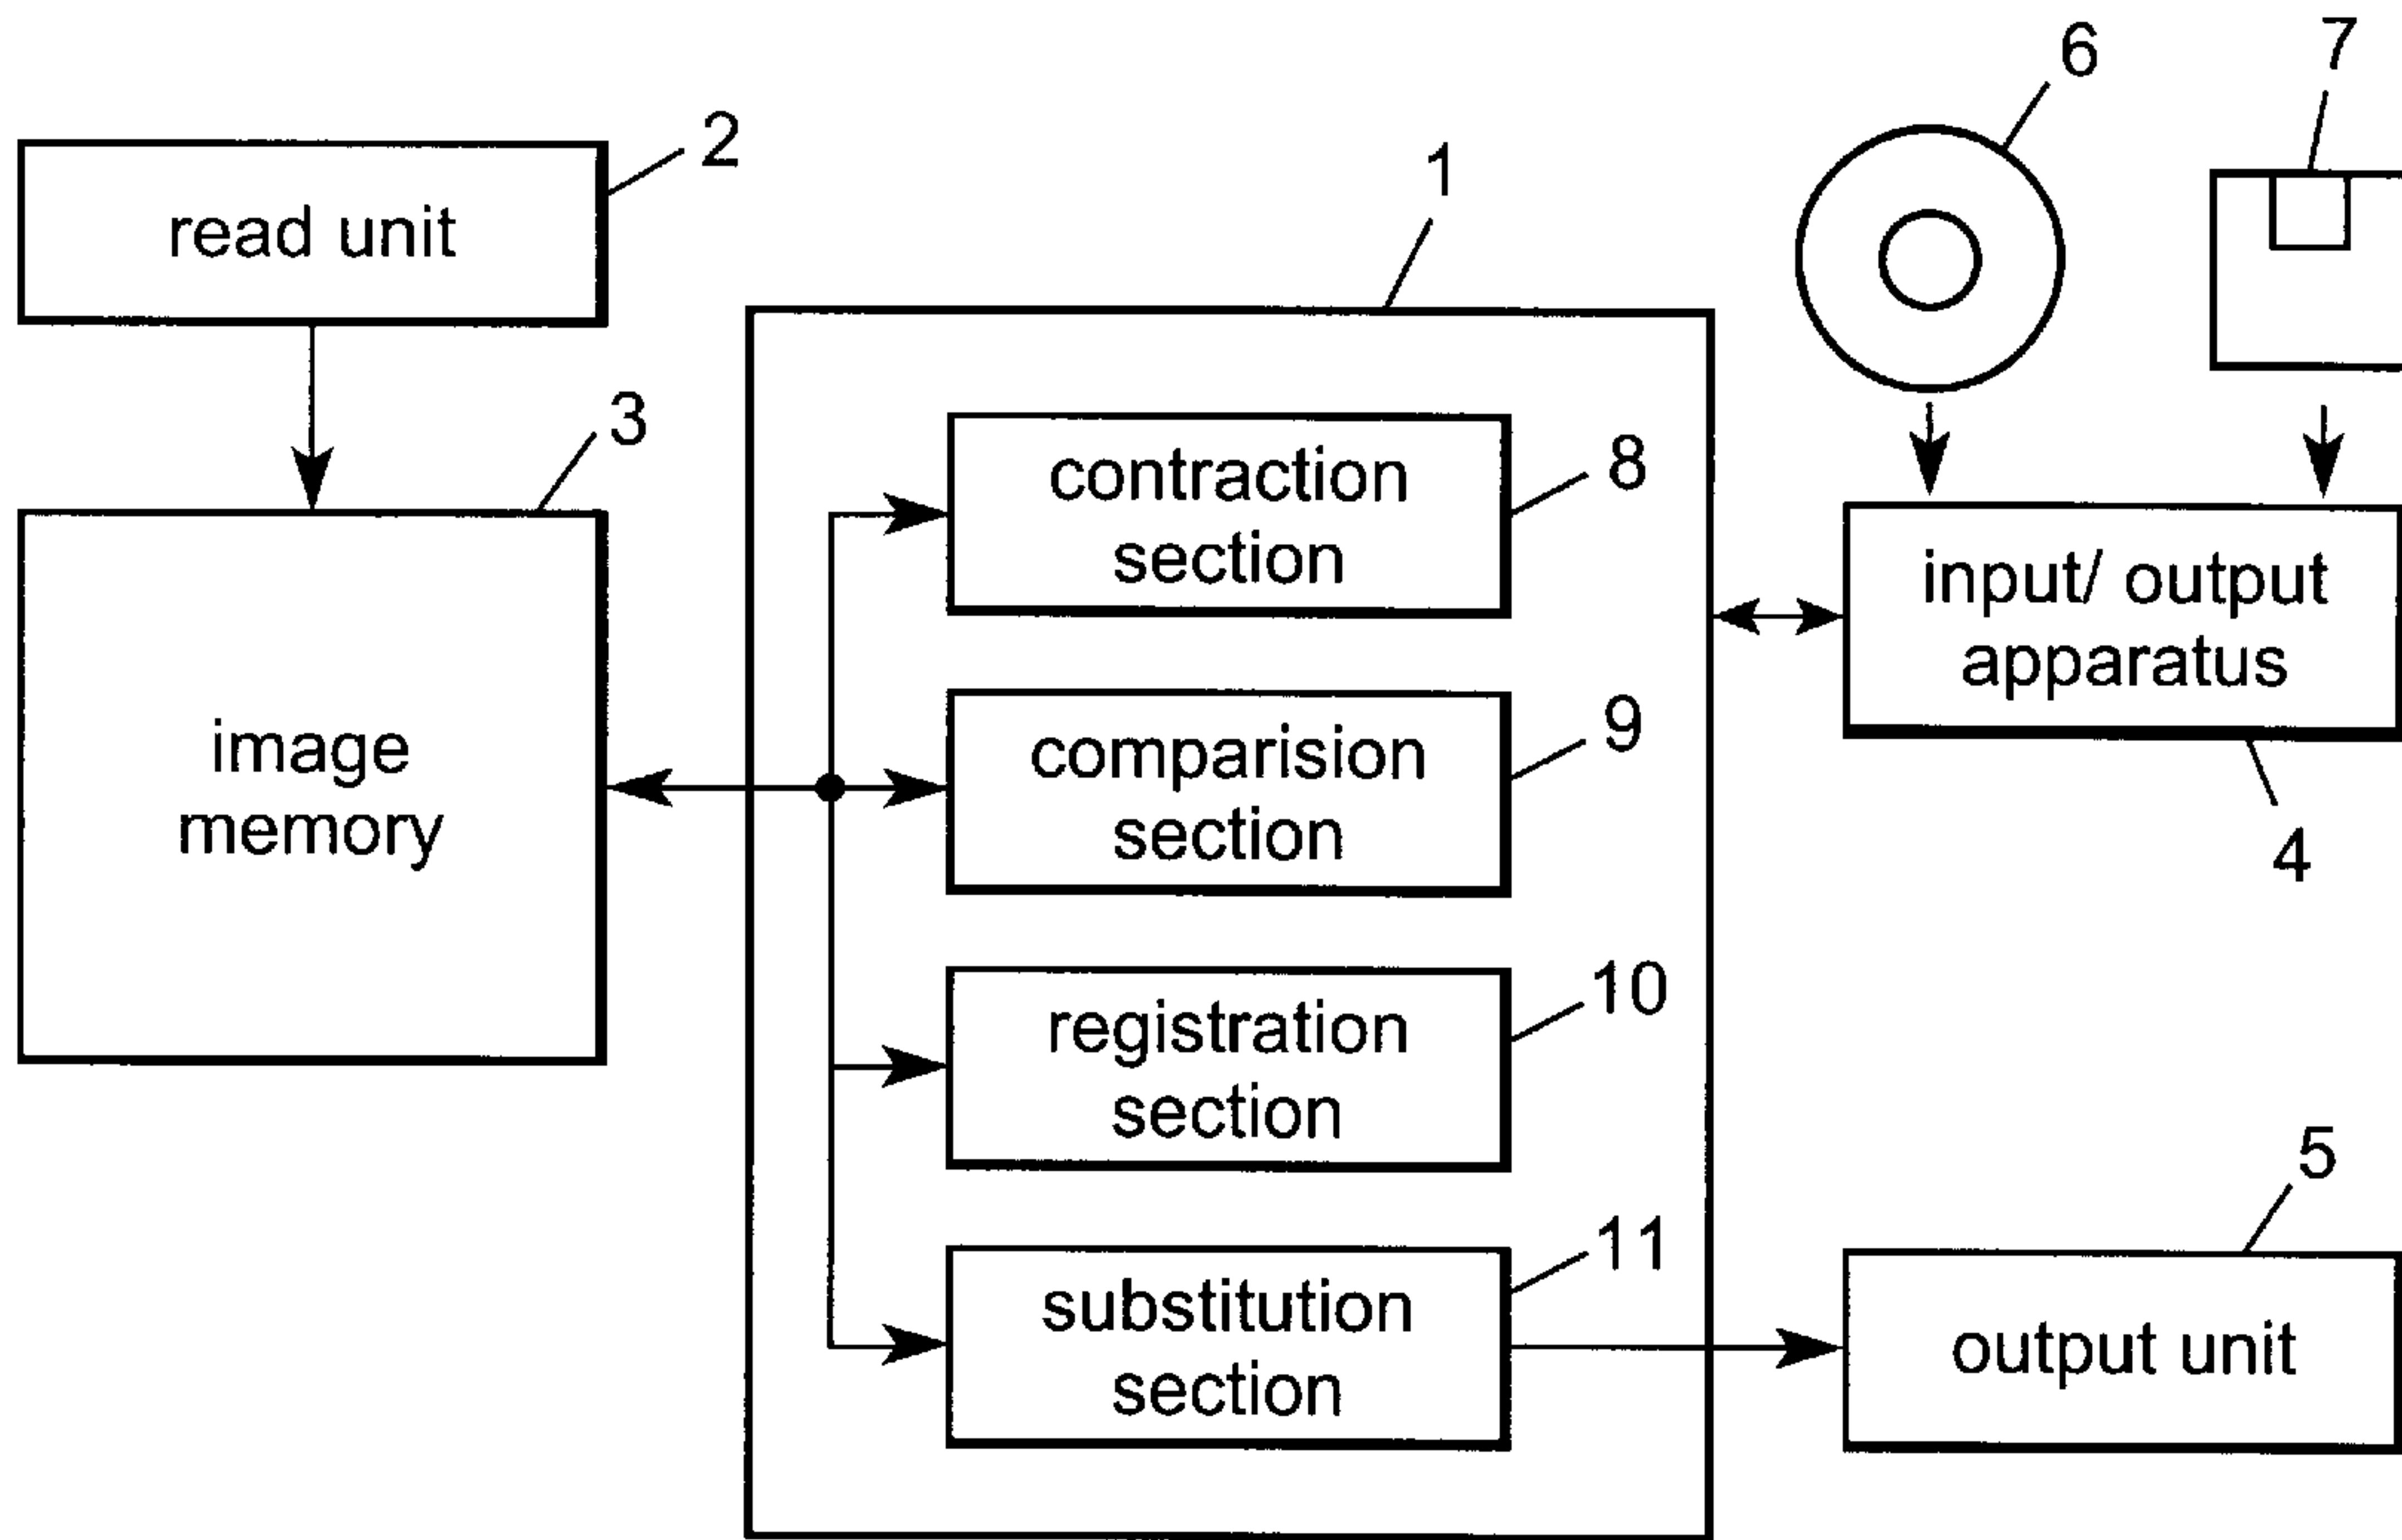 6
7
2
1
read unit
3
contraction
section
8
input/ output
apparatus
image
memory
comparision
section
9
4
registration
section
10
5
substitution
section
11
output unit